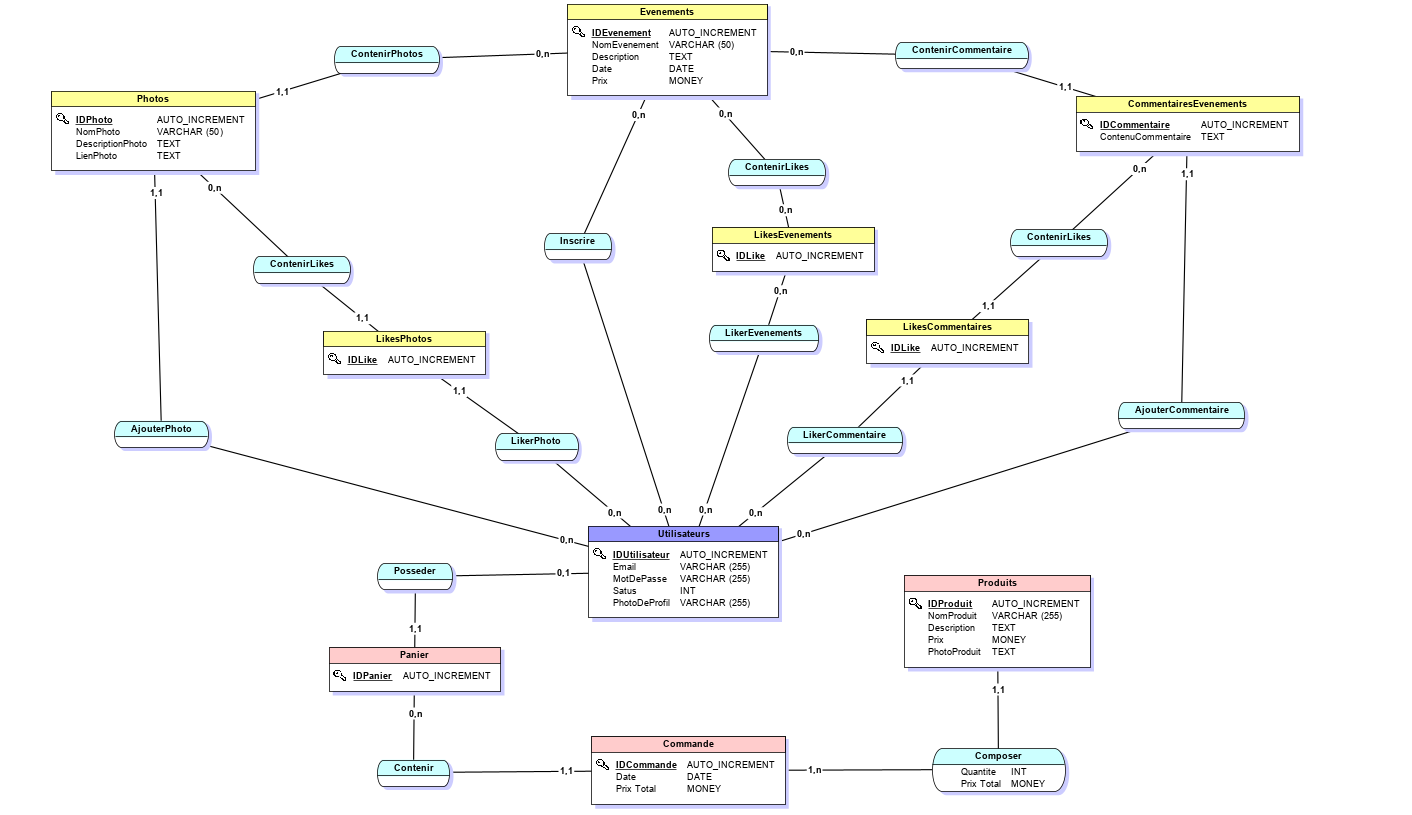 Evenements
IDEvenement AUTO_INCREMENT
NomEvenement VARCHAR (50)
Description TEXT
Date DATE
Prix MONEY
ContenirPhotos
0,n
0,n
ContenirCommentaire
1,1
1,1
Photos
IDPhoto AUTO_INCREMENT
NomPhoto VARCHAR (50)
DescriptionPhoto TEXT
LienPhoto TEXT
CommentairesEvenements
IDCommentaire AUTO_INCREMENT
ContenuCommentaire TEXT
0,n
0,n
ContenirLikes
0,n
1,1
1,1
0,n
0,n
LikesEvenements
IDLike AUTO_INCREMENT
Inscrire
ContenirLikes
ContenirLikes
0,n
1,1
1,1
LikesPhotos
IDLike AUTO_INCREMENT
LikerEvenements
LikesCommentaires
IDLike AUTO_INCREMENT
1,1
1,1
AjouterPhoto
LikerPhoto
LikerCommentaire
AjouterCommentaire
0,n
0,n
0,n
0,n
0,n
0,n
Utilisateurs
IDUtilisateur AUTO_INCREMENT
Email VARCHAR (255)
MotDePasse VARCHAR (255)
Satus INT
PhotoDeProfil VARCHAR (255)
Posseder
0,1
1,1
Produits
IDProduit AUTO_INCREMENT
NomProduit VARCHAR (255)
Description TEXT
Prix MONEY
PhotoProduit TEXT
Panier
IDPanier AUTO_INCREMENT
0,n
1,1
Contenir
1,1
Commande
IDCommande AUTO_INCREMENT
Date DATE
Prix Total MONEY
1,n
Composer
Quantite INT
Prix Total MONEY